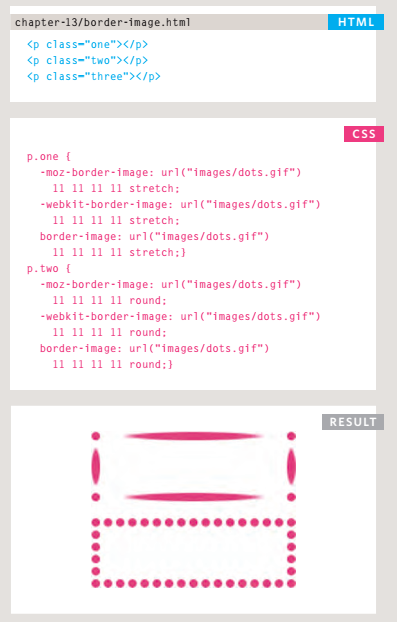 chapter-13/border-image.html HTML
<p class="one"></p>
<p class="two"></p>
<p class="three"></p>
CSS
p.one {
-moz-border-image: url("images/dots.gif")
11 11 11 11 stretch;
-webkit-border-image: url("images/dots.gif")
11 11 11 11 stretch;
border-image: url("images/dots.gif")
11 11 11 11 stretch;}
p.two {
-moz-border-image: url("images/dots.gif")
11 11 11 11 round;
-webkit-border-image: url("images/dots.gif")
11 11 11 11 round;
border-image: url("images/dots.gif")
11 11 11 11 round;}
RESULT